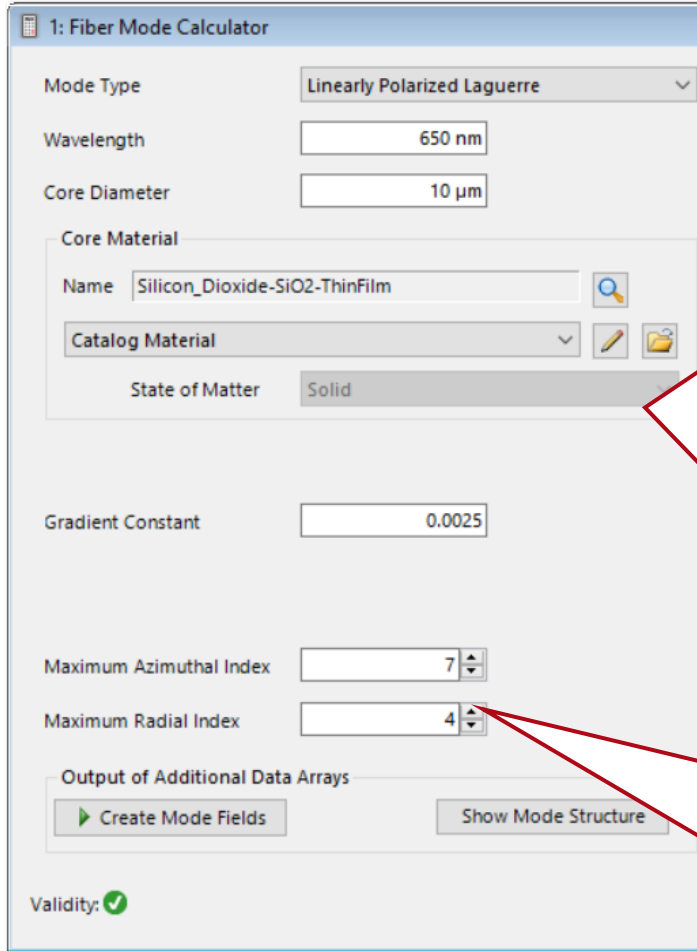 1: Fiber Mode Calculator
Mode Type Linearly Polarized Laguerre
Wavelength 650 nm
Core Diameter 10 µm
Core Material
Name Silicon_Dioxide-SiO2-ThinFilm
Catalog Material
State of Matter Solid
Gradient Constant 0.0025
Maximum Azimuthal Index 7
Maximum Radial Index 4
Output of Additional Data Arrays
Create Mode Fields Show Mode Structure
Validity: